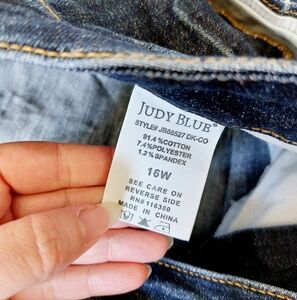 JUDY BLUE®
STYLE# JB88527 DK-CO
91.4%COTTON
7.4%POLYESTER
1.2%SPANDEX
16W
SEE CARE ON
REVERSE SIDE
RN#116380
MADE IN CHINA